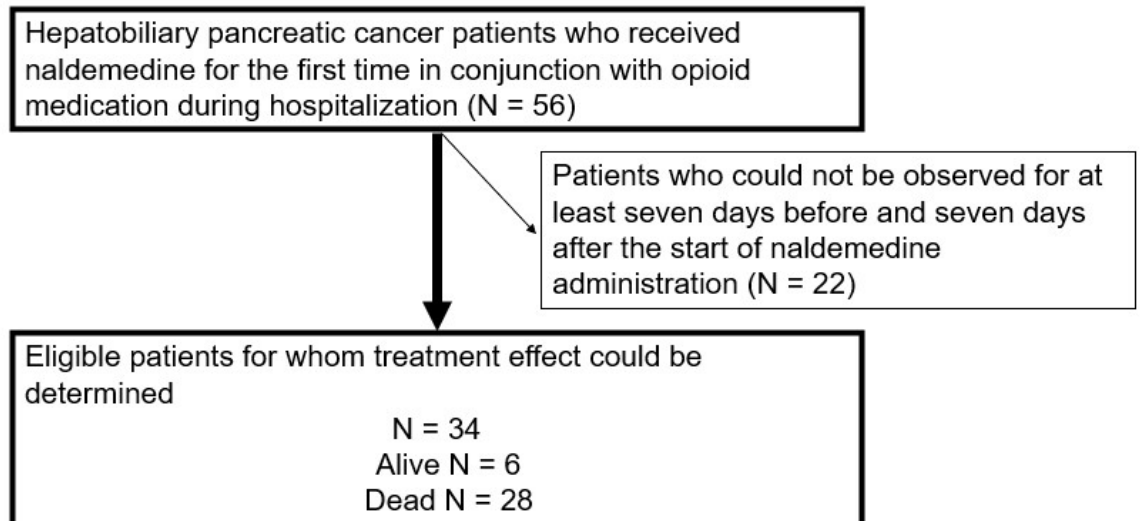 Hepatobiliary pancreatic cancer patients who received
naldemedine for the first time in conjunction with opioid
medication during hospitalization (N = 56)
Patients who could not be observed for at
least seven days before and seven days
after the start of naldemedine
administration (N = 22)
Eligible patients for whom treatment effect could be
determined
N = 34
Alive N = 6
Dead N = 28